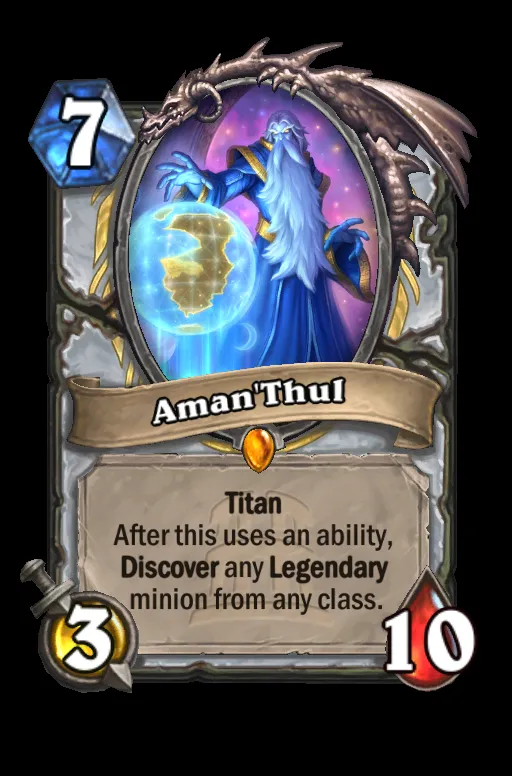 7
Aman'Thul
Titan
After this uses an ability,
Discover any Legendary
minion from any class.
3
10